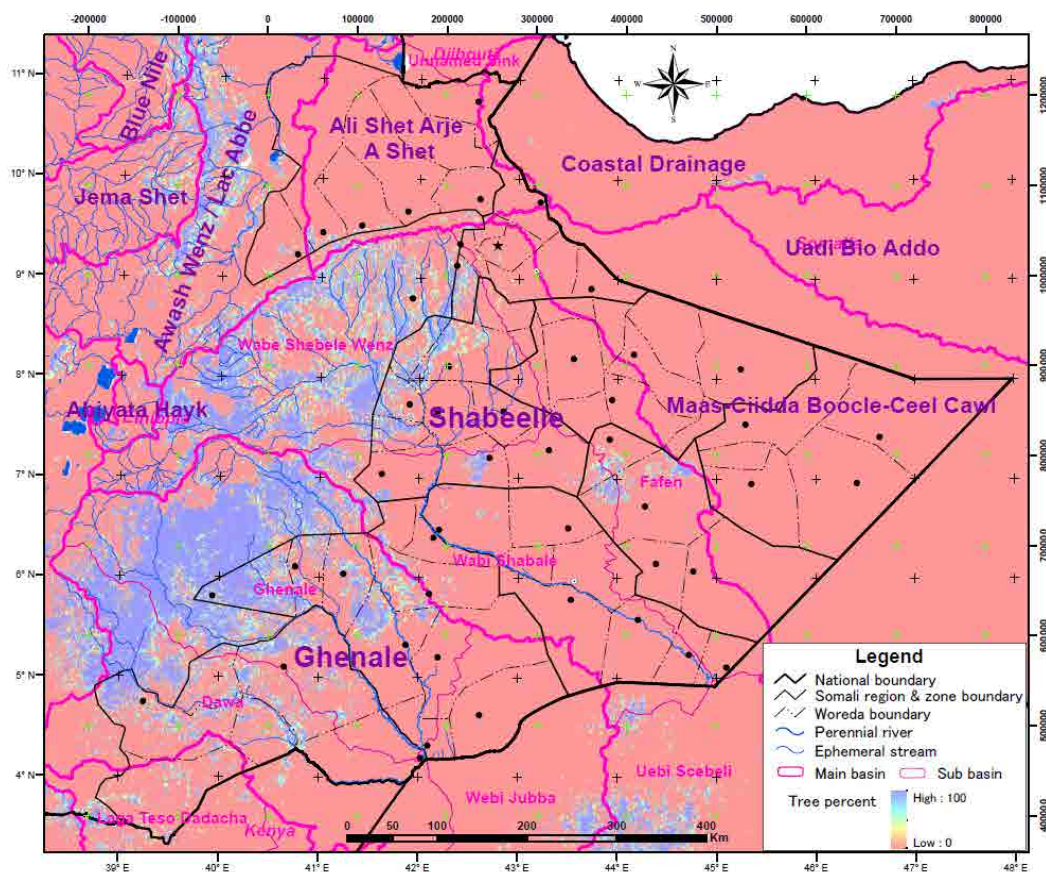 -200000 -100000 0 100000 200000 300000 400000 500000 600000 700000 800000
11° N
10° N
9° N
8° N
7° N
6° N
5° N
4° N
1200000
1100000
1000000
900000
800000
700000
600000
500000
400000
Djibouti
Unnamed Sink
N
W E
S
Blue Nile
Ali Shet Arje
A Shet
Coastal Drainage
Jema Shet
Awash Wenz / Lac Abbe
Uadi Bio Addo
Wabe Shebele Wenz
Shabeelle
Maas-Ciidda Boocle-Ceel Cawl
Fafen
Wabi Shabale
Ghenale
Ghenale
Dawa
Uebi Scebeli
Webi Jubba
Laga Teso Dadacha
Kenya
0 50 100 200 300 400
Km
Legend
National boundary
Somali region & zone boundary
Woreda boundary
Perennial river
Ephemeral stream
Main basin Sub basin
Tree percent
High : 100
Low : 0
39° E 40° E 41° E 42° E 43° E 44° E 45° E 46° E 47° E 48° E